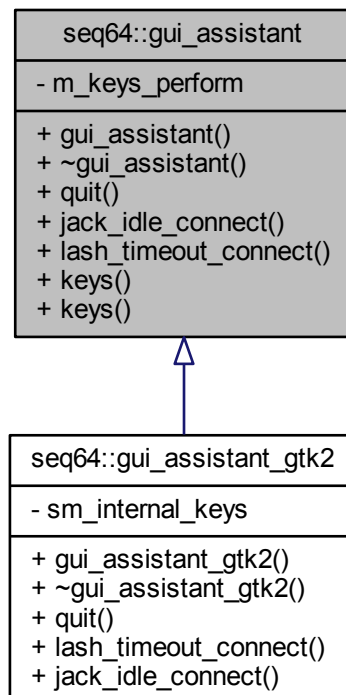 seq64::gui_assistant
- m_keys_perform
+ gui_assistant()
+ ~gui_assistant()
+ quit()
+ jack_idle_connect()
+ lash_timeout_connect()
+ keys()
+ keys()
seq64::gui_assistant_gtk2
- sm_internal_keys
+ gui_assistant_gtk2()
+ ~gui_assistant_gtk2()
+ quit()
+ lash_timeout_connect()
+ jack_idle_connect()